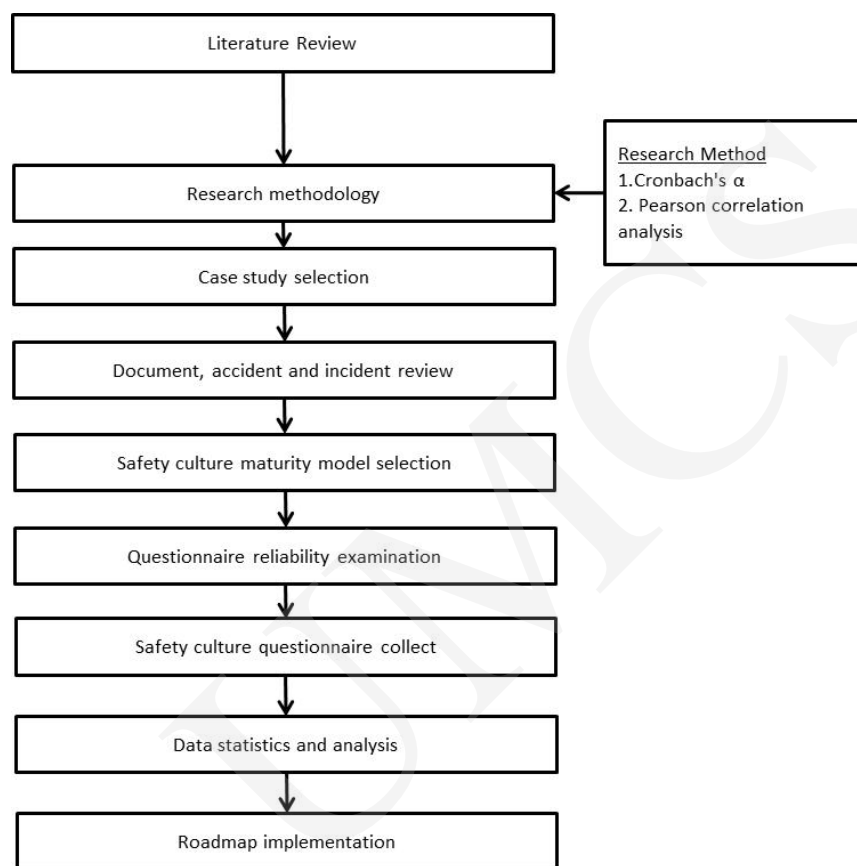 Literature Review
Research methodology
Research Method
1.Cronbach's α
2. Pearson correlation
analysis
Case study selection
Document, accident and incident review
Safety culture maturity model selection
Questionnaire reliability examination
Safety culture questionnaire collect
Data statistics and analysis
Roadmap implementation
UMCS